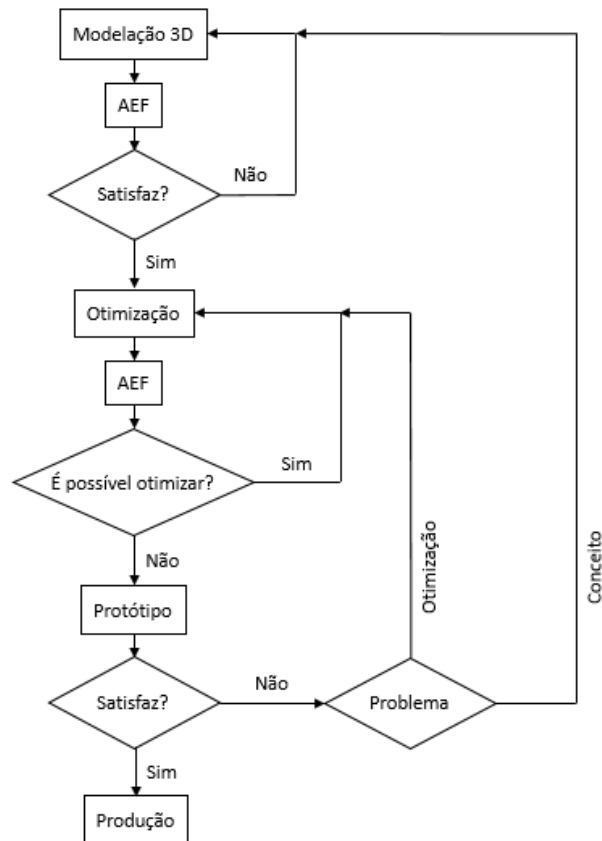 Modelação 3D
AEF
Satisfaz?
Não
Sim
Otimização
AEF
É possível otimizar?
Sim
Não
Protótipo
Satisfaz?
Não
Problema
Otimização
Conceito
Sim
Produção